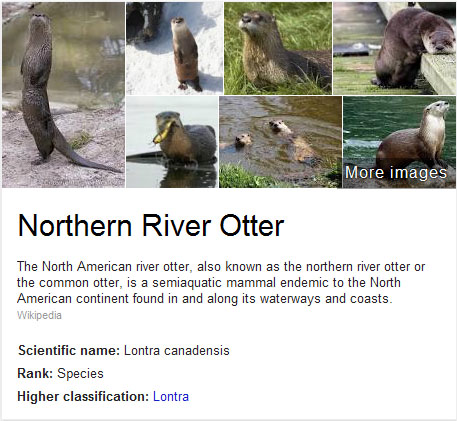 More images
Northern River Otter
The North American river otter, also known as the northern river otter or
the common otter, is a semiaquatic mammal endemic to the North
American continent found in and along its waterways and coasts.
Wikipedia
Scientific name: Lontra canadensis
Rank: Species
Higher classification: Lontra